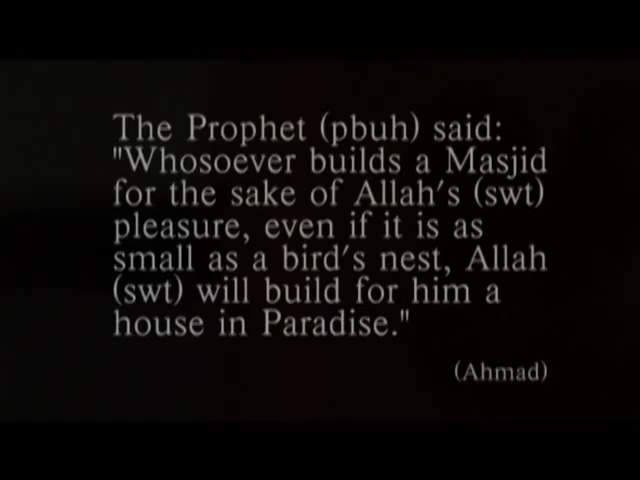 The Prophet (pbuh) said:
"Whosoever builds a Masjid
for the sake of Allah's (swt)
pleasure, even if it is as
small as a bird's nest, Allah
(swt) will build for him a
house in Paradise."
(Ahmad)